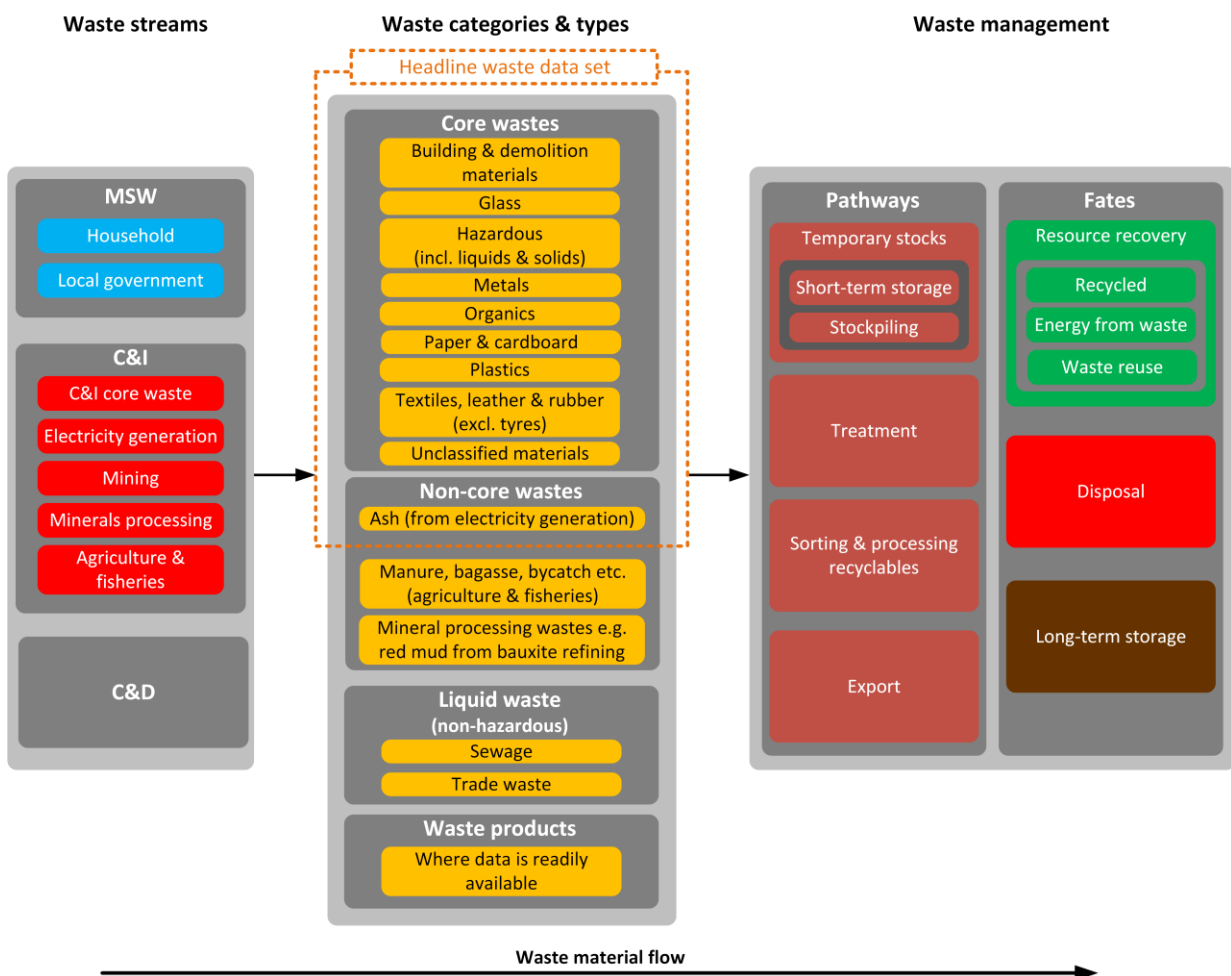 Waste streams
Waste categories & types
Waste management
Headline waste data set
MSW
Household
Local government
C&I
C&I core waste
Electricity generation
Mining
Minerals processing
Agriculture &
fisheries
C&D
Core wastes
Building & demolition
materials
Glass
Hazardous
(incl. liquids & solids)
Metals
Organics
Paper & cardboard
Plastics
Textiles, leather & rubber
(excl. tyres)
Unclassified materials
Non-core wastes
Ash (from electricity generation)
Manure, bagasse, bycatch etc.
(agriculture & fisheries)
Mineral processing wastes e.g.
red mud from bauxite refining
Liquid waste
(non-hazardous)
Sewage
Trade waste
Waste products
Where data is readily
available
Pathways
Temporary stocks
Short-term storage
Stockpiling
Treatment
Sorting & processing
recyclables
Export
Fates
Resource recovery
Recycled
Energy from waste
Waste reuse
Disposal
Long-term storage
Waste material flow